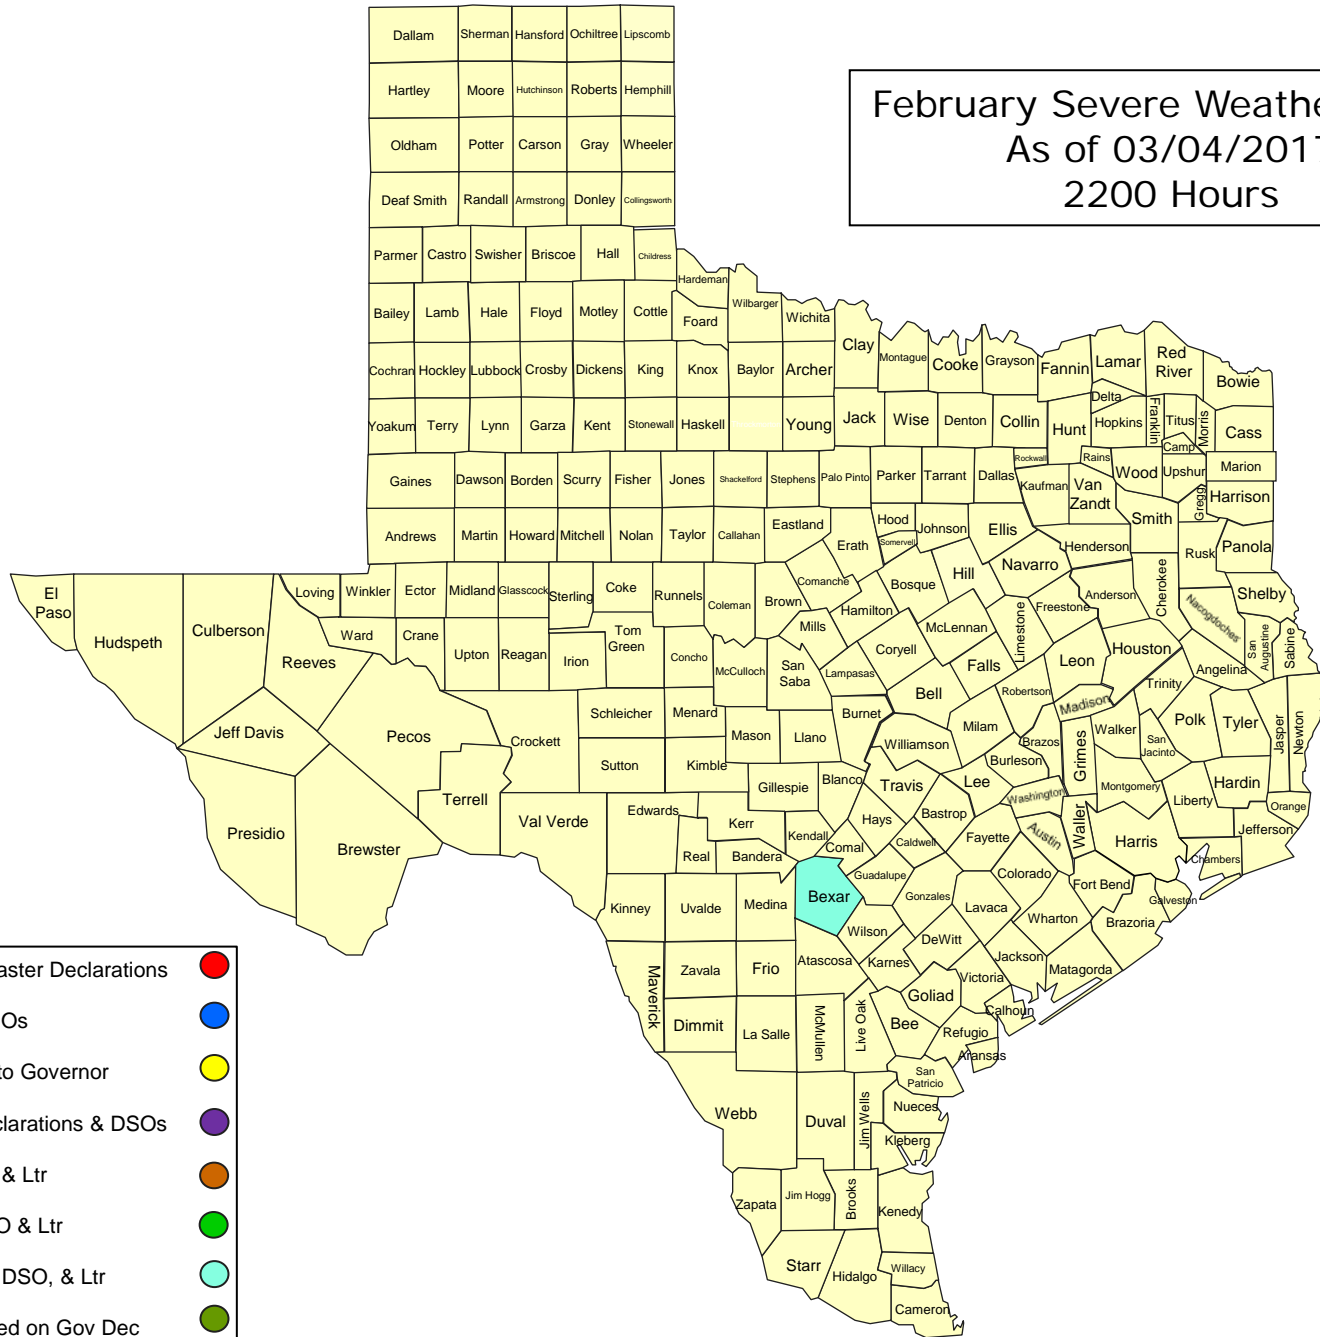 Dallam Sherman Hansford Ochiltree Lipscomb
Hartley Moore Hutchinson Roberts Hemphill
February Severe Weathe
As of 03/04/2017
2200 Hours
Oldham Potter Carson Gray Wheeler
Deaf Smith Randall Armstrong Donley Collingsworth
Parmer Castro Swisher Briscoe Hall Childress
Hardeman
Bailey Lamb Hale Floyd Motley Cottle Foard Wilbarger Wichita
Clay Montague Cooke Grayson Fannin Lamar Red
River Bowie
Cochran Hockley Lubbock Crosby Dickens King Knox Baylor Archer
Delta
Yoakum Terry Lynn Garza Kent Stonewall Haskell Young Jack Wise Denton Collin Hunt Hopkins Franklin Titus Morris Cass
Camp
Rockwall Rains
Gaines Dawson Borden Scurry Fisher Jones Shackelford Stephens Palo Pinto Parker Tarrant Dallas Kaufman Van
Zandt Wood Upshur Marion
Gregg Harrison
Andrews Martin Howard Mitchell Nolan Taylor Callahan Eastland Erath Hood Somervell Johnson Ellis Henderson Smith Rusk Panola
El
Paso Hudspeth Culberson Loving Winkler Ector Midland Glasscock Sterling Coke Runnels Coleman Brown Comanche Hamilton Bosque Hill Navarro Freestone Anderson Cherokee Nacogdoches Shelby
Reeves Ward Crane Upton Reagan Irion Tom
Green Concho McCulloch San
Saba Mills Lampasas Coryell McLennan Limestone Falls Leon Houston Angelina San
Augustine Sabine
Jeff Davis Pecos Crockett Schleicher Menard Mason Llano Burnet Bell Milam Robertson Madison Trinity Polk Tyler Jasper Newton
Sutton Kimble Gillespie Blanco Williamson Travis Lee Burleson Brazos Grimes Walker San
Jacinto Hardin
Presidio Brewster Terrell Val Verde Edwards Kerr Kendall Hays Bastrop Washington Montgomery Liberty Orange
Real Bandera Comal Caldwell Fayette Austin Waller Harris Jefferson Chambers
Kinney Uvalde Medina Bexar Guadalupe Gonzales Lavaca Colorado Fort Bend Galveston
Wilson DeWitt Wharton Brazoria
Maverick Zavala Frio Atascosa Karnes Victoria Jackson Matagorda
Dimmit La Salle McMullen Live Oak Bee Goliad Refugio Calhoun
Aransas
San
Patricio
Webb Duval Jim Wells Nueces
Kleberg
Zapata Jim Hogg Brooks Kenedy
Starr Hidalgo Willacy
Cameron
aster Declarations
Os
to Governor
clarations & DSOs
& Ltr
O & Ltr
DSO, & Ltr
ed on Gov Dec